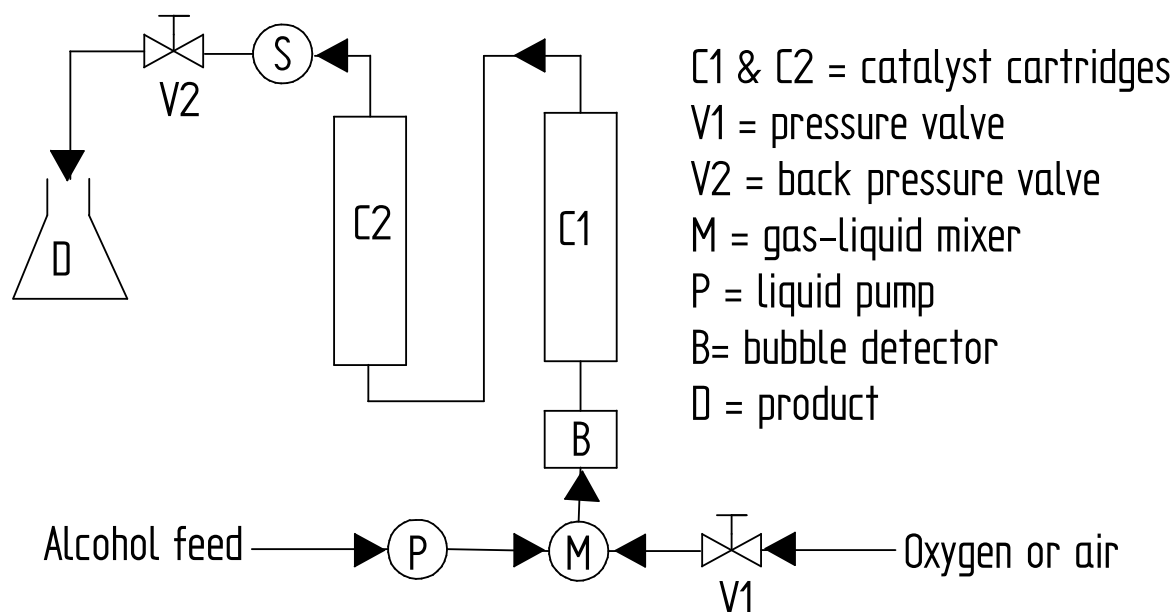 S
V2
C2
C1
D
B
C1 & C2 = catalyst cartridges
V1 = pressure valve
V2 = back pressure valve
M = gas-liquid mixer
P = liquid pump
B= bubble detector
D = product
Alcohol feed
P
M
V1
Oxygen or air